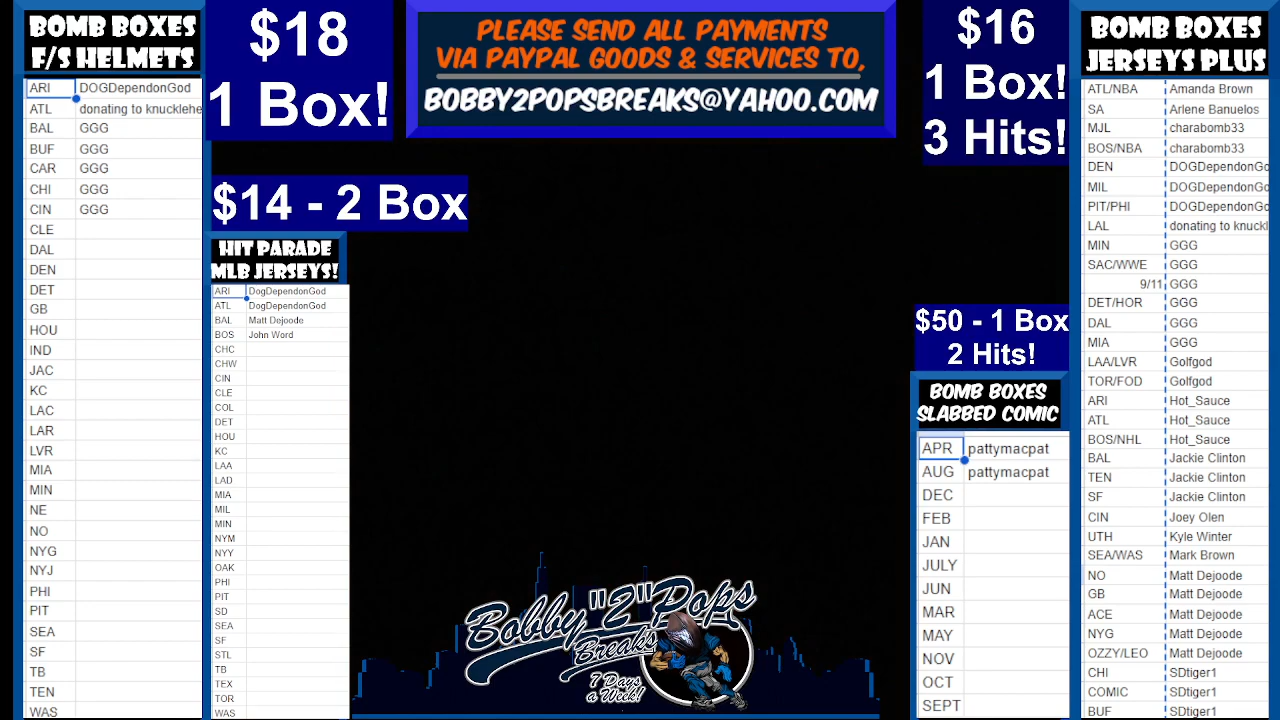 BOMB BOXES
F/S HELMETS
ARI DOGDependonGod
ATL donating to knucklehe
BAL GGG
BUF GGG
CAR GGG
CHI GGG
CIN GGG
CLE
DAL
DEN
DET
GB
HOU
IND
JAC
KC
LAC
LAR
LVR
MIA
MIN
NE
NO
NYG
NYJ
PHI
PIT
SEA
SF
TB
TEN
WAS
$18
1 Box!
$14 - 2 Box
HIT PARADE
MLB JERSEYS!
ARI DogDependonGod
ATL DogDependonGod
BAL Matt Dejoode
BOS John Word
CHC
CHW
CIN
CLE
COL
DET
HOU
KC
LAA
LAD
MIA
MIL
MIN
NYM
NYY
OAK
PHI
PIT
SD
SEA
SF
STL
TB
TEX
TOR
WAS
PLEASE SEND ALL PAYMENTS
VIA PAYPAL GOODS & SERVICES TO,
BOBBY2POPSBREAKS@YAHOO.COM
Bobby "2" Pops
Breaks
7 Days
a Week!
$16
1 Box!
3 Hits!
$50 - 1 Box
2 Hits!
BOMB BOXES
SLABBED COMIC
APR pattymacpat
AUG pattymacpat
DEC
FEB
JAN
JULY
JUN
MAR
MAY
NOV
OCT
SEPT
BOMB BOXES
JERSEYS PLUS
ATL/NBA Amanda Brown
SA Arlene Banuelos
MJL charabomb33
BOS/NBA charabomb33
DEN DOGDependonGo
MIL DOGDependonGo
PIT/PHI DOGDependonGo
LAL donating to knuckl
MIN GGG
SAC/WWE GGG
9/11 GGG
DET/HOR GGG
DAL GGG
MIA GGG
LAA/LVR Golfgod
TOR/FOD Golfgod
ARI Hot_Sauce
ATL Hot_Sauce
BOS/NHL Hot_Sauce
BAL Jackie Clinton
TEN Jackie Clinton
SF Jackie Clinton
CIN Joey Olen
UTH Kyle Winter
SEA/WAS Mark Brown
NO Matt Dejoode
GB Matt Dejoode
ACE Matt Dejoode
NYG Matt Dejoode
OZZY/LEO Matt Dejoode
CHI SDtiger1
COMIC SDtiger1
BUF SDtiger1